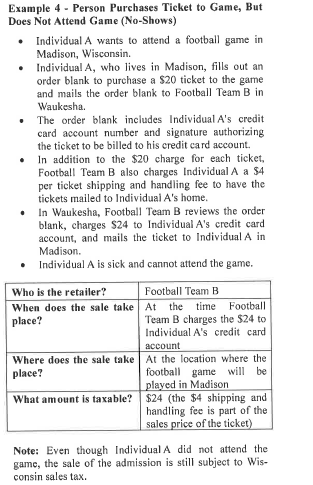 Example 4 - Person Purchases Ticket to Game, But
Does Not Attend Game (No-Shows)
• Individual A wants to attend a football game in
Madison, Wisconsin.
• Individual A, who lives in Madison, fills out an
order blank to purchase a $20 ticket to the game
and mails the order blank to Football Team B in
Waukesha.
• The order blank includes Individual A's credit
card account number and signature authorizing
the ticket to be billed to his credit card account.
• In addition to the $20 charge for each ticket,
Football Team B also charges Individual A a $4
per ticket shipping and handling fee to have the
tickets mailed to Individual A's home.
• In Waukesha, Football Team B reviews the order
blank, charges $24 to Individual A's credit card
account, and mails the ticket to Individual A in
Madison.
• Individual A is sick and cannot attend the game.
Who is the retailer? Football Team B
When does the sale take At the time Football
place? Team B charges the $24 to
Individual A's credit card
account
Where does the sale take At the location where the
place? football game will be
played in Madison
What amount is taxable? $24 (the $4 shipping and
handling fee is part of the
sales price of the ticket)
Note: Even though Individual A did not attend the
game, the sale of the admission is still subject to Wis-
consin sales tax.